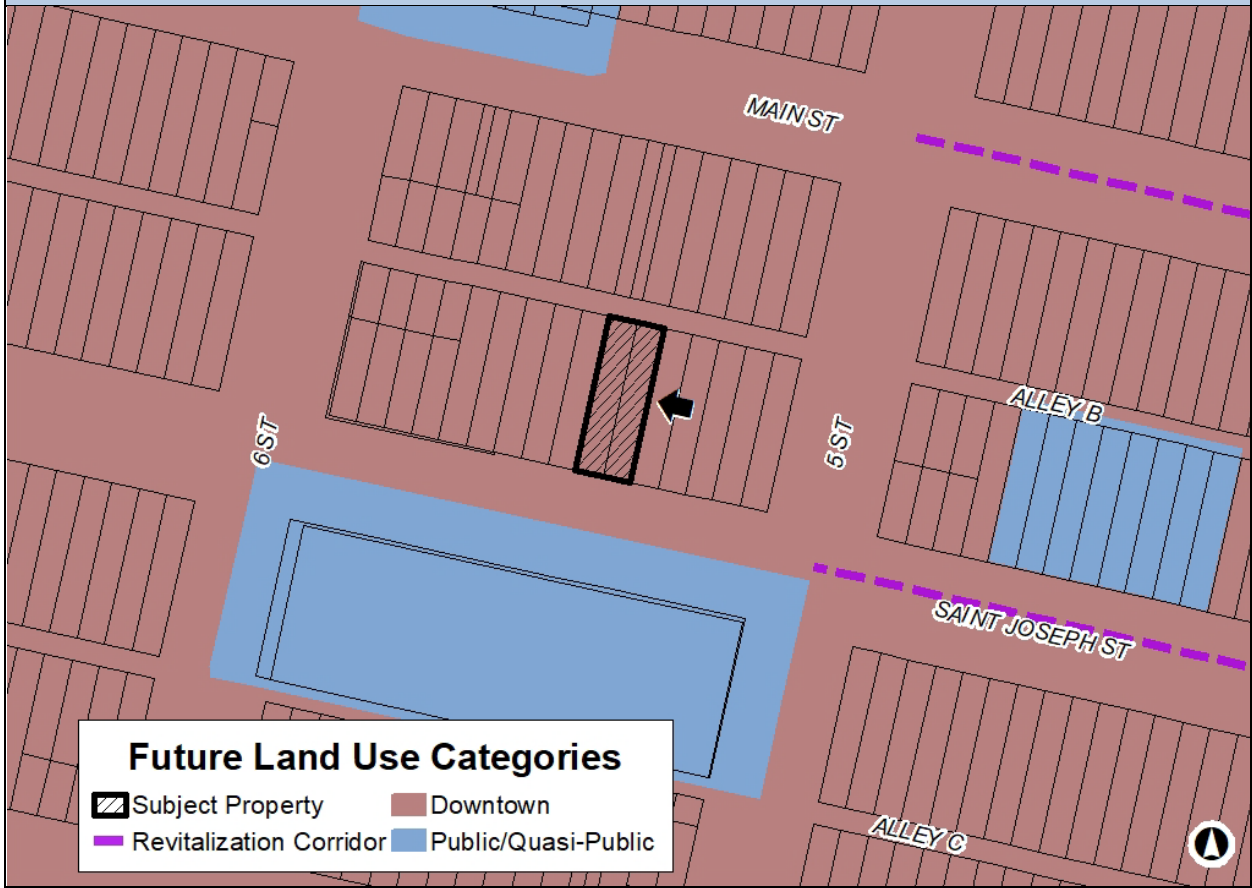 MAIN ST
ALLEY B
6 ST
5 ST
SAINT JOSEPH ST
ALLEY C
Future Land Use Categories
Subject Property
Downtown
Revitalization Corridor
Public/Quasi-Public